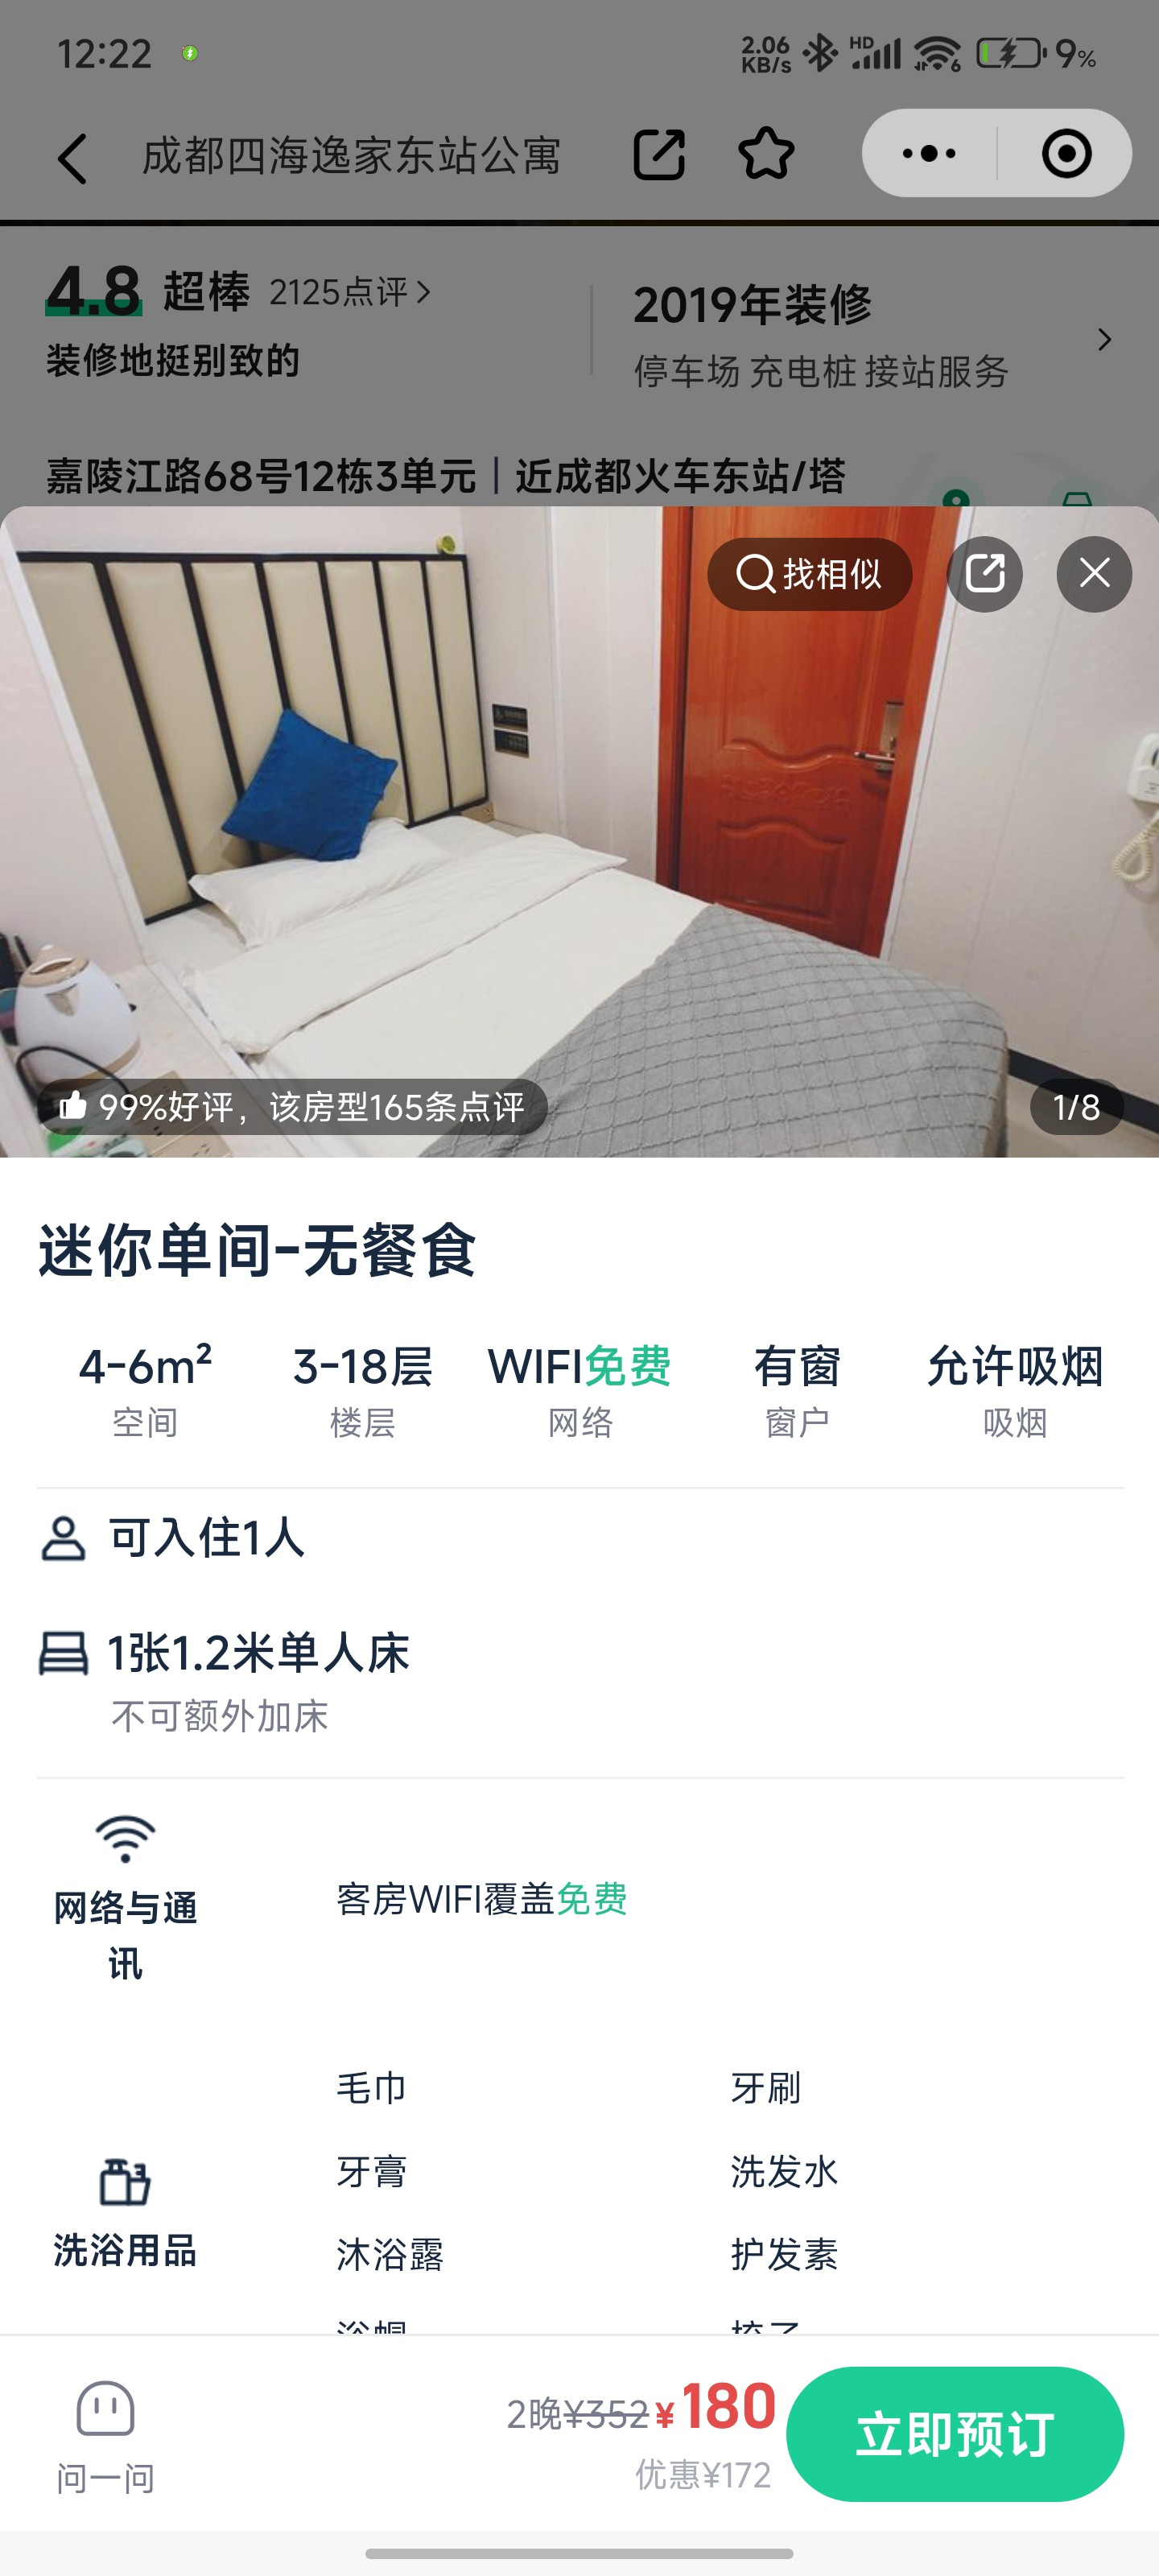 12:22
2.06 KB/s HD 6 9%
成都四海逸家东站公寓
4.8 超棒 2125点评
装修地挺别致的
2019年装修
停车场 充电桩 接站服务
嘉陵江路68号12栋3单元|近成都火车东站/塔
找相似
99%好评，该房型165条点评
1/8
迷你单间-无餐食
4-6m² 3-18层 WIFI免费 有窗 允许吸烟
空间 楼层 网络 窗户 吸烟
可入住1人
1张1.2米单人床
不可额外加床
网络与通讯
客房WIFI覆盖免费
洗浴用品
毛巾 牙刷
牙膏 洗发水
沐浴露 护发素
浴帽 梳子
问一问
2晚¥352 ¥180
优惠¥172
立即预订